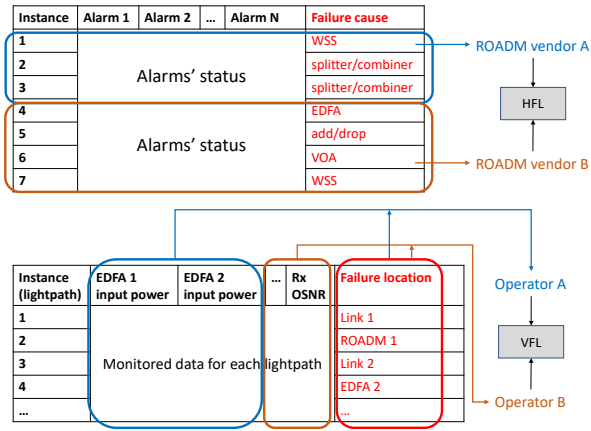 Instance Alarm 1 Alarm 2 ... Alarm N Failure cause
1 WSS
ROADM vendor A
2 splitter/combiner
Alarms' status
3 splitter/combiner
HFL
4 EDFA
5 add/drop
Alarms' status
6 VOA
ROADM vendor B
7 WSS
Instance (lightpath) EDFA 1 input power EDFA 2 input power ... Rx OSNR Failure location
Operator A
1 Link 1
2 ROADM 1
VFL
3 Monitored data for each lightpath Link 2
4 EDFA 2
... ...
Operator B